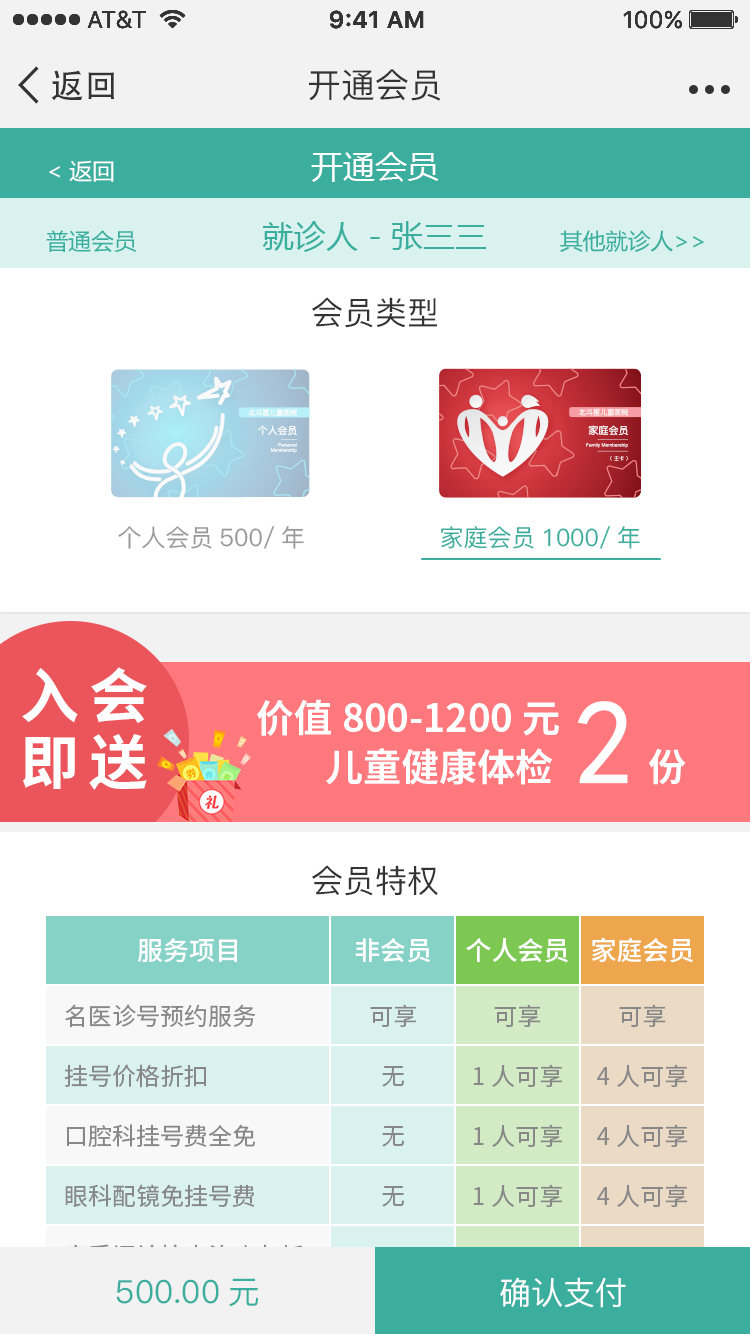 AT&T 9:41 AM 100%
返回 开通会员
< 返回 开通会员
普通会员 就诊人 - 张三三 其他就诊人>>
会员类型
北斗星儿童医院
个人会员
Personal
Membership
北斗星儿童医院
家庭会员
Family Membership
(主卡)
个人会员 500/ 年 家庭会员 1000/ 年
入会
即送
券
礼
价值 800-1200 元
儿童健康体检 2 份
会员特权
服务项目 非会员 个人会员 家庭会员
名医诊号预约服务 可享 可享 可享
挂号价格折扣 无 1 人可享 4 人可享
口腔科挂号费全免 无 1 人可享 4 人可享
眼科配镜免挂号费 无 1 人可享 4 人可享
500.00 元 确认支付